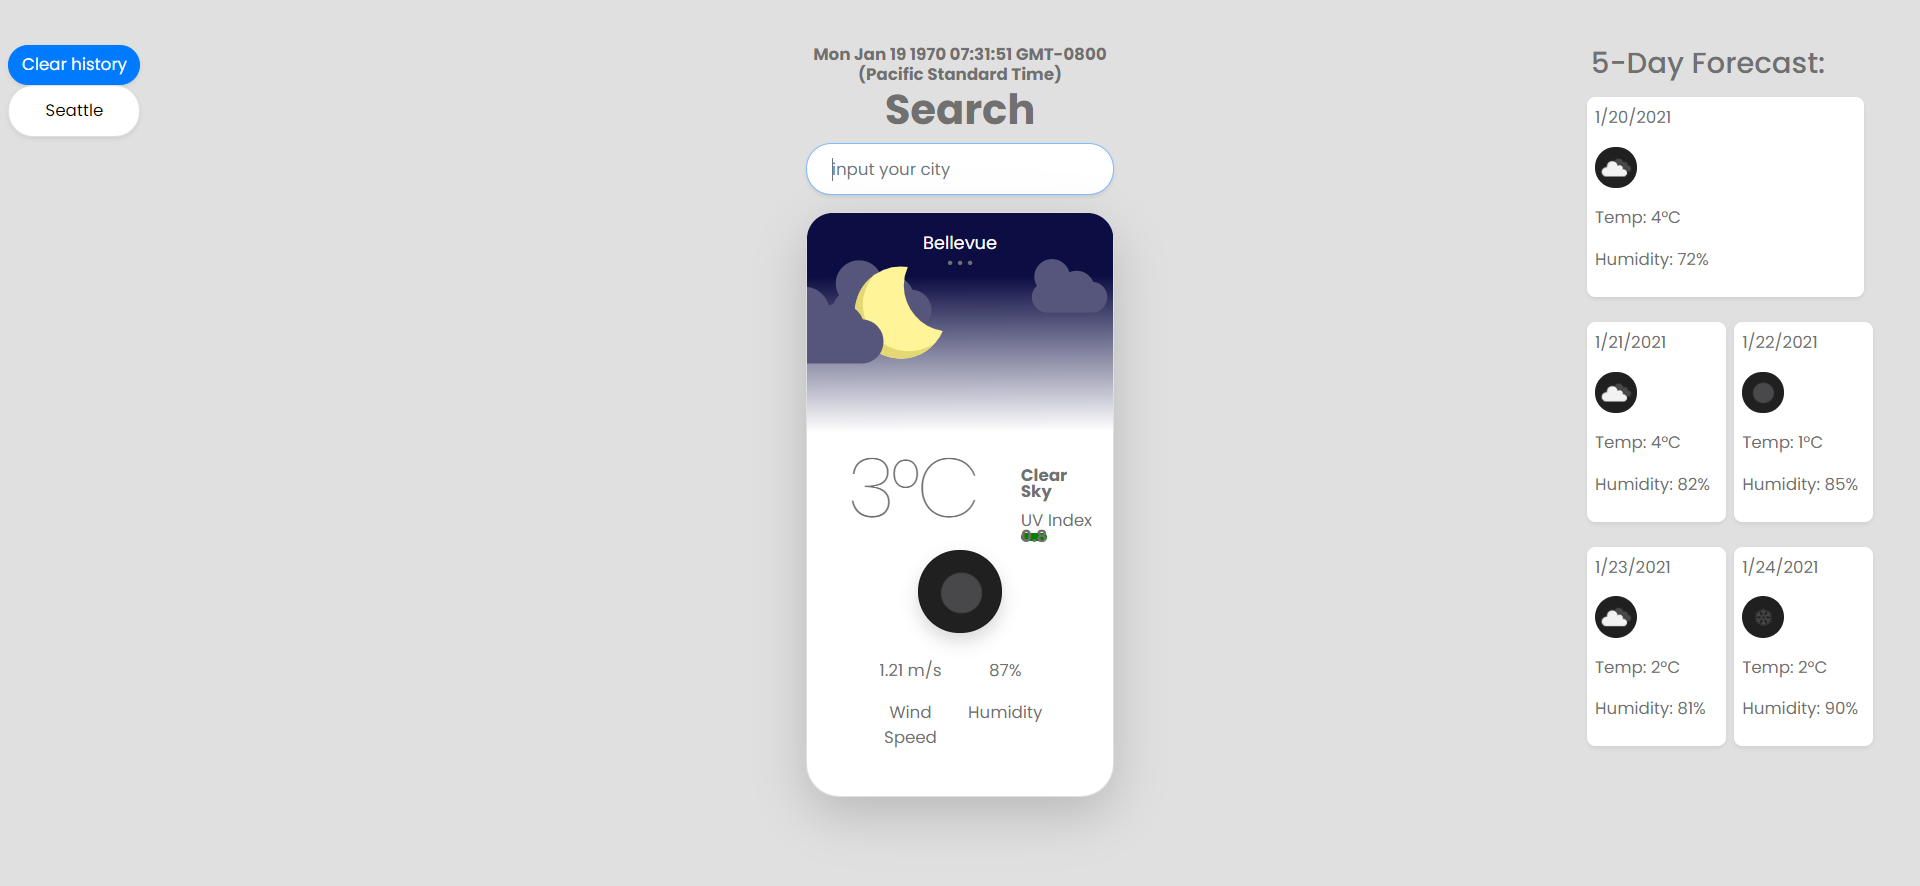 Clear history
Seattle
Mon Jan 19 1970 07:31:51 GMT-0800
(Pacific Standard Time)
Search
input your city
Bellevue
3°C
Clear
Sky
UV Index
1.21 m/s
87%
Wind
Speed
Humidity
5-Day Forecast:
1/20/2021
Temp: 4°C
Humidity: 72%
1/21/2021
Temp: 4°C
Humidity: 82%
1/22/2021
Temp: 1°C
Humidity: 85%
1/23/2021
Temp: 2°C
Humidity: 81%
1/24/2021
Temp: 2°C
Humidity: 90%